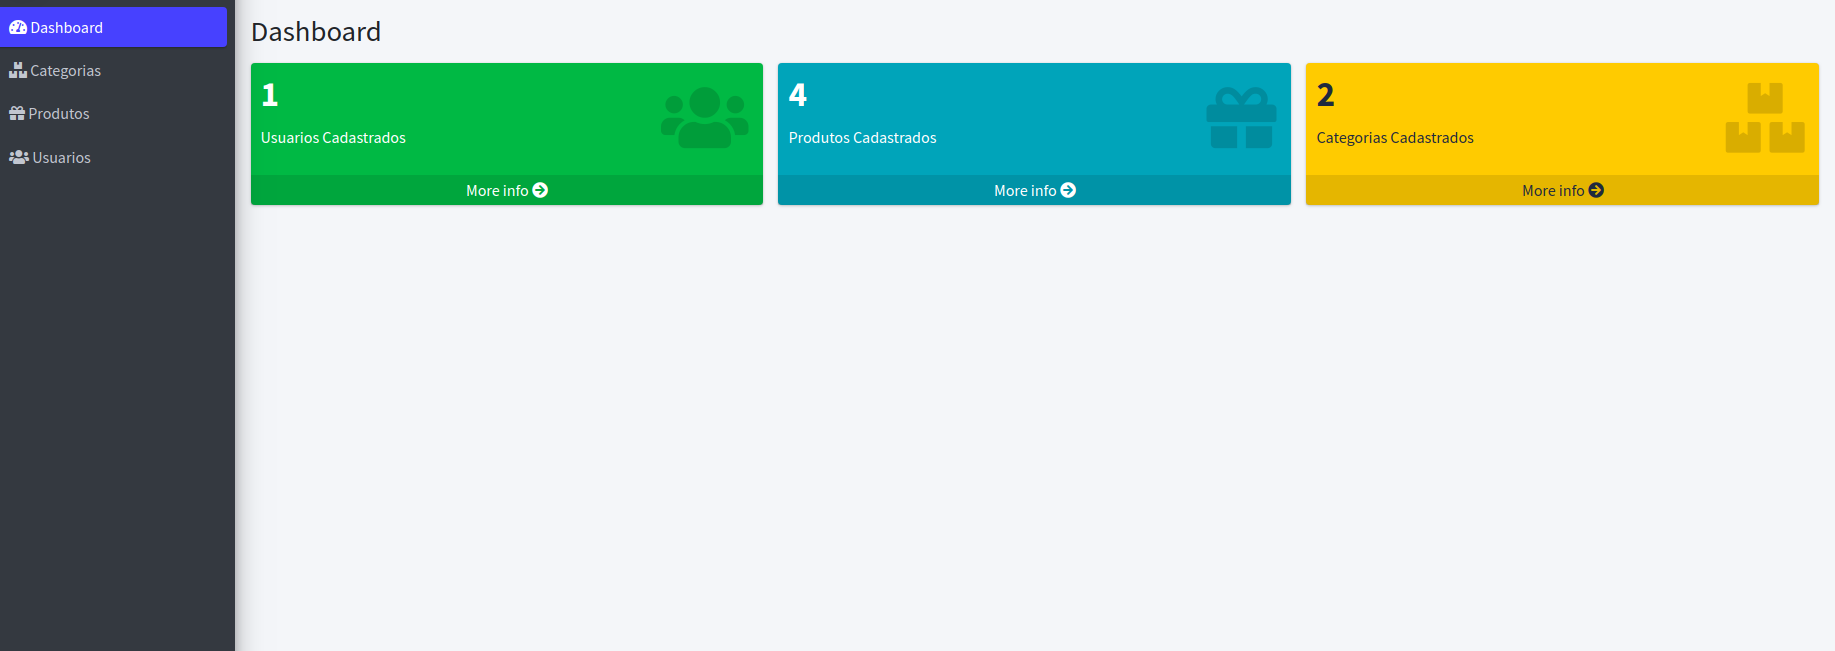 Dashboard
Categorias
Produtos
Usuarios
Dashboard
1
Usuarios Cadastrados
More info
4
Produtos Cadastrados
More info
2
Categorias Cadastrados
More info